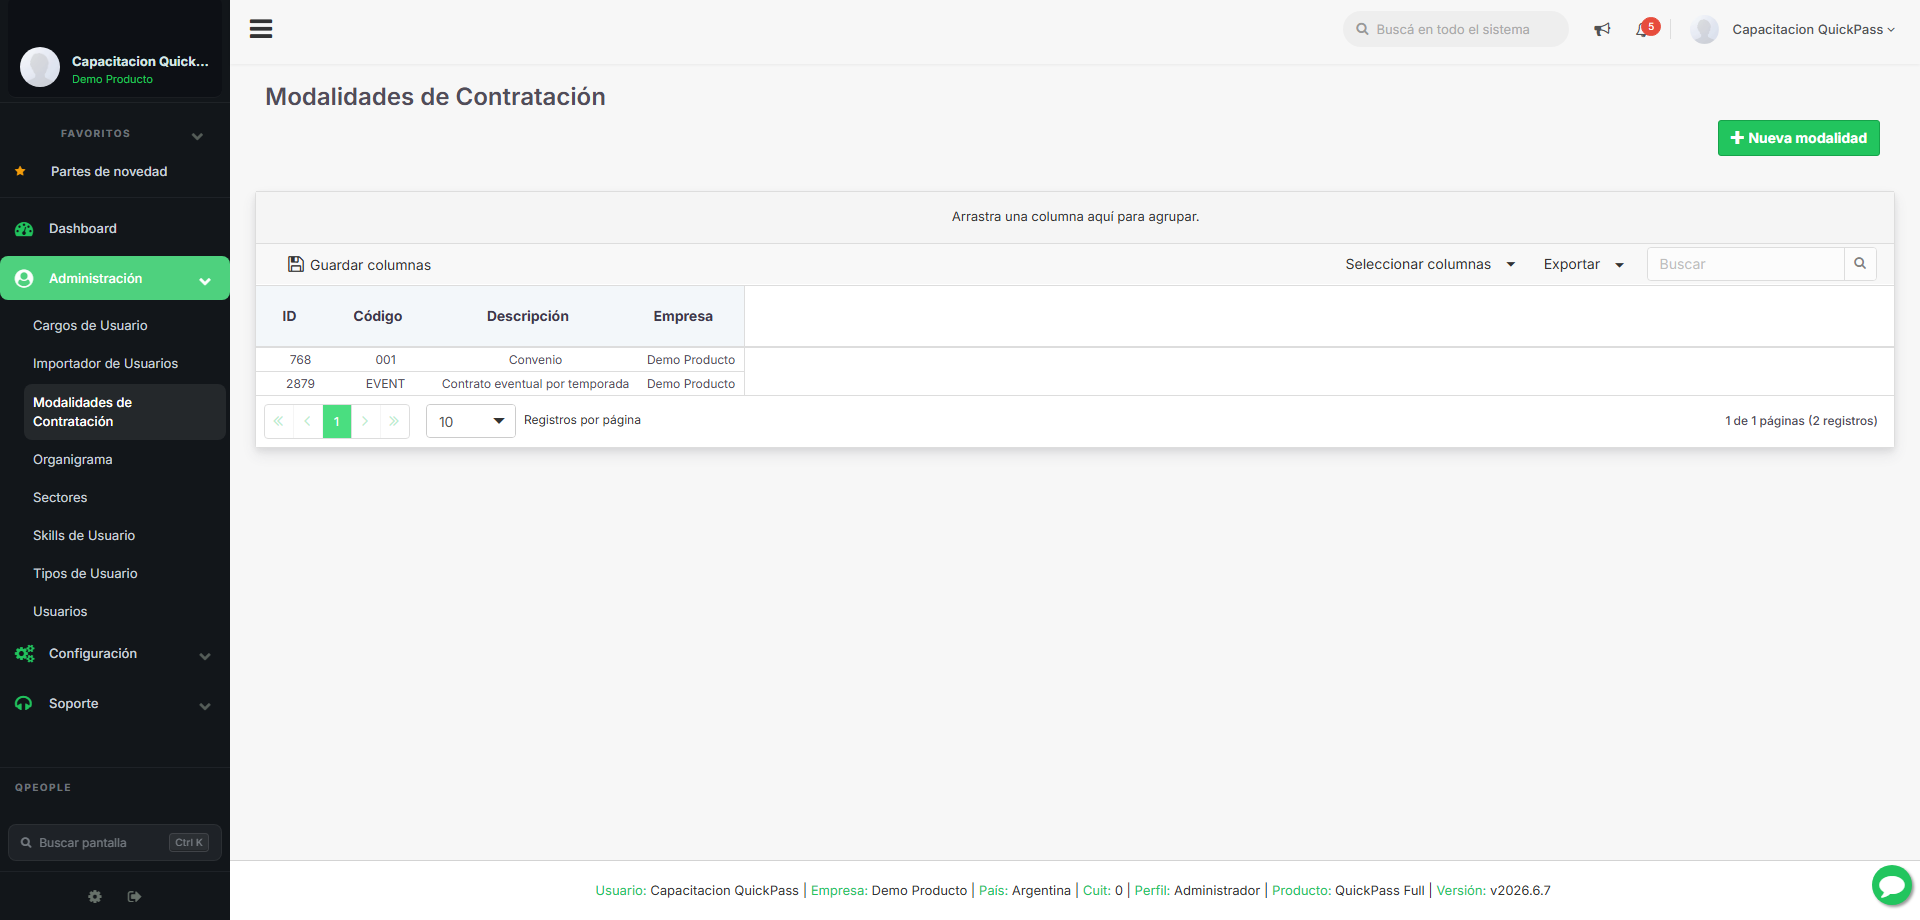 Capacitacion Quick...
Demo Producto
FAVORITOS
Partes de novedad
Dashboard
Administración
Cargos de Usuario
Importador de Usuarios
Modalidades de
Contratación
Organigrama
Sectores
Skills de Usuario
Tipos de Usuario
Usuarios
Configuración
Soporte
QPEOPLE
Buscar pantalla Ctrl K
Buscá en todo el sistema 5 Capacitacion QuickPass
Modalidades de Contratación
Nueva modalidad
Arrastra una columna aquí para agrupar.
Guardar columnas Seleccionar columnas Exportar Buscar
ID Código Descripción Empresa
768 001 Convenio Demo Producto
2879 EVENT Contrato eventual por temporada Demo Producto
1 10 Registros por página 1 de 1 páginas (2 registros)
Usuario: Capacitacion QuickPass | Empresa: Demo Producto | País: Argentina | Cuit: 0 | Perfil: Administrador | Producto: QuickPass Full | Versión: v2026.6.7